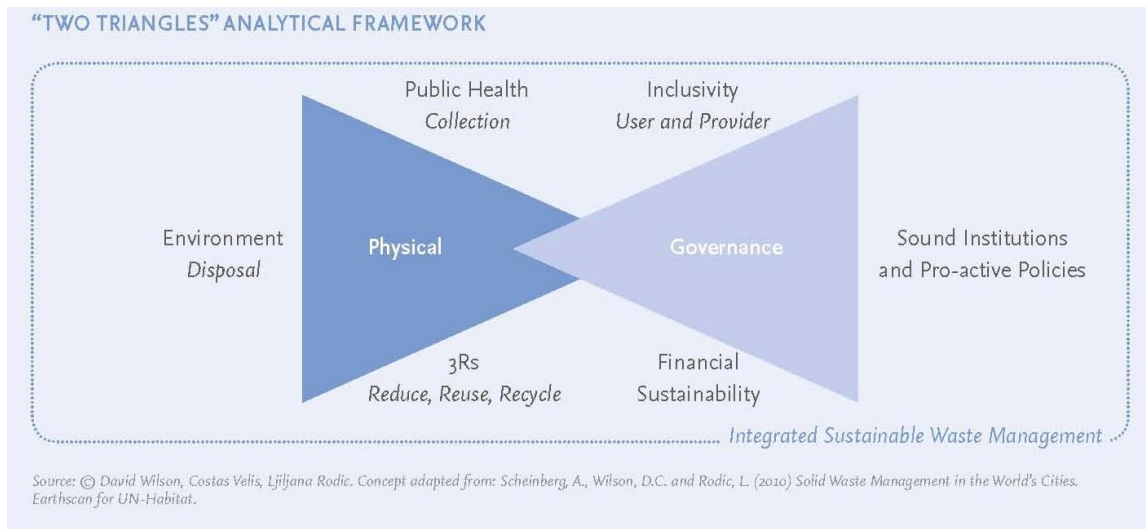 “TWO TRIANGLES” ANALYTICAL FRAMEWORK
Public Health
Collection
Inclusivity
User and Provider
Environment
Disposal
Physical
Governance
Sound Institutions
and Pro-active Policies
3Rs
Reduce, Reuse, Recycle
Financial
Sustainability
Integrated Sustainable Waste Management
Source: © David Wilson, Costas Velis, Ljiljana Rodic. Concept adapted from: Scheinberg, A., Wilson, D.C. and Rodic, L. (2010) Solid Waste Management in the World’s Cities.
Earthscan for UN-Habitat.